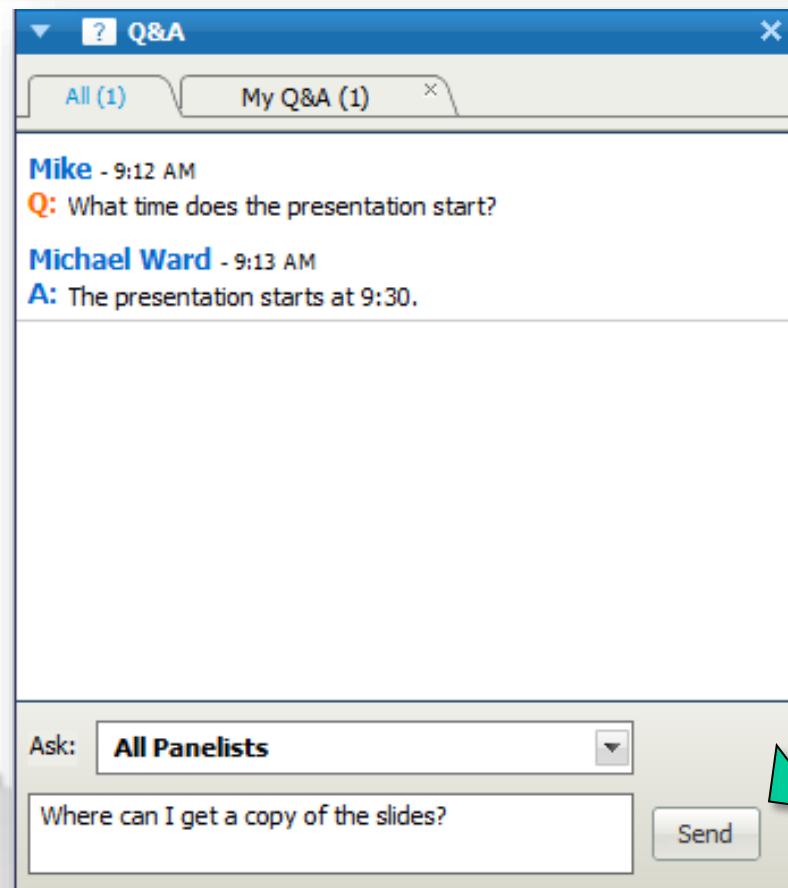 ? Q&A
All (1) My Q&A (1)
Mike - 9:12 AM
Q: What time does the presentation start?
Michael Ward - 9:13 AM
A: The presentation starts at 9:30.
Ask: All Panelists
Where can I get a copy of the slides?
Send